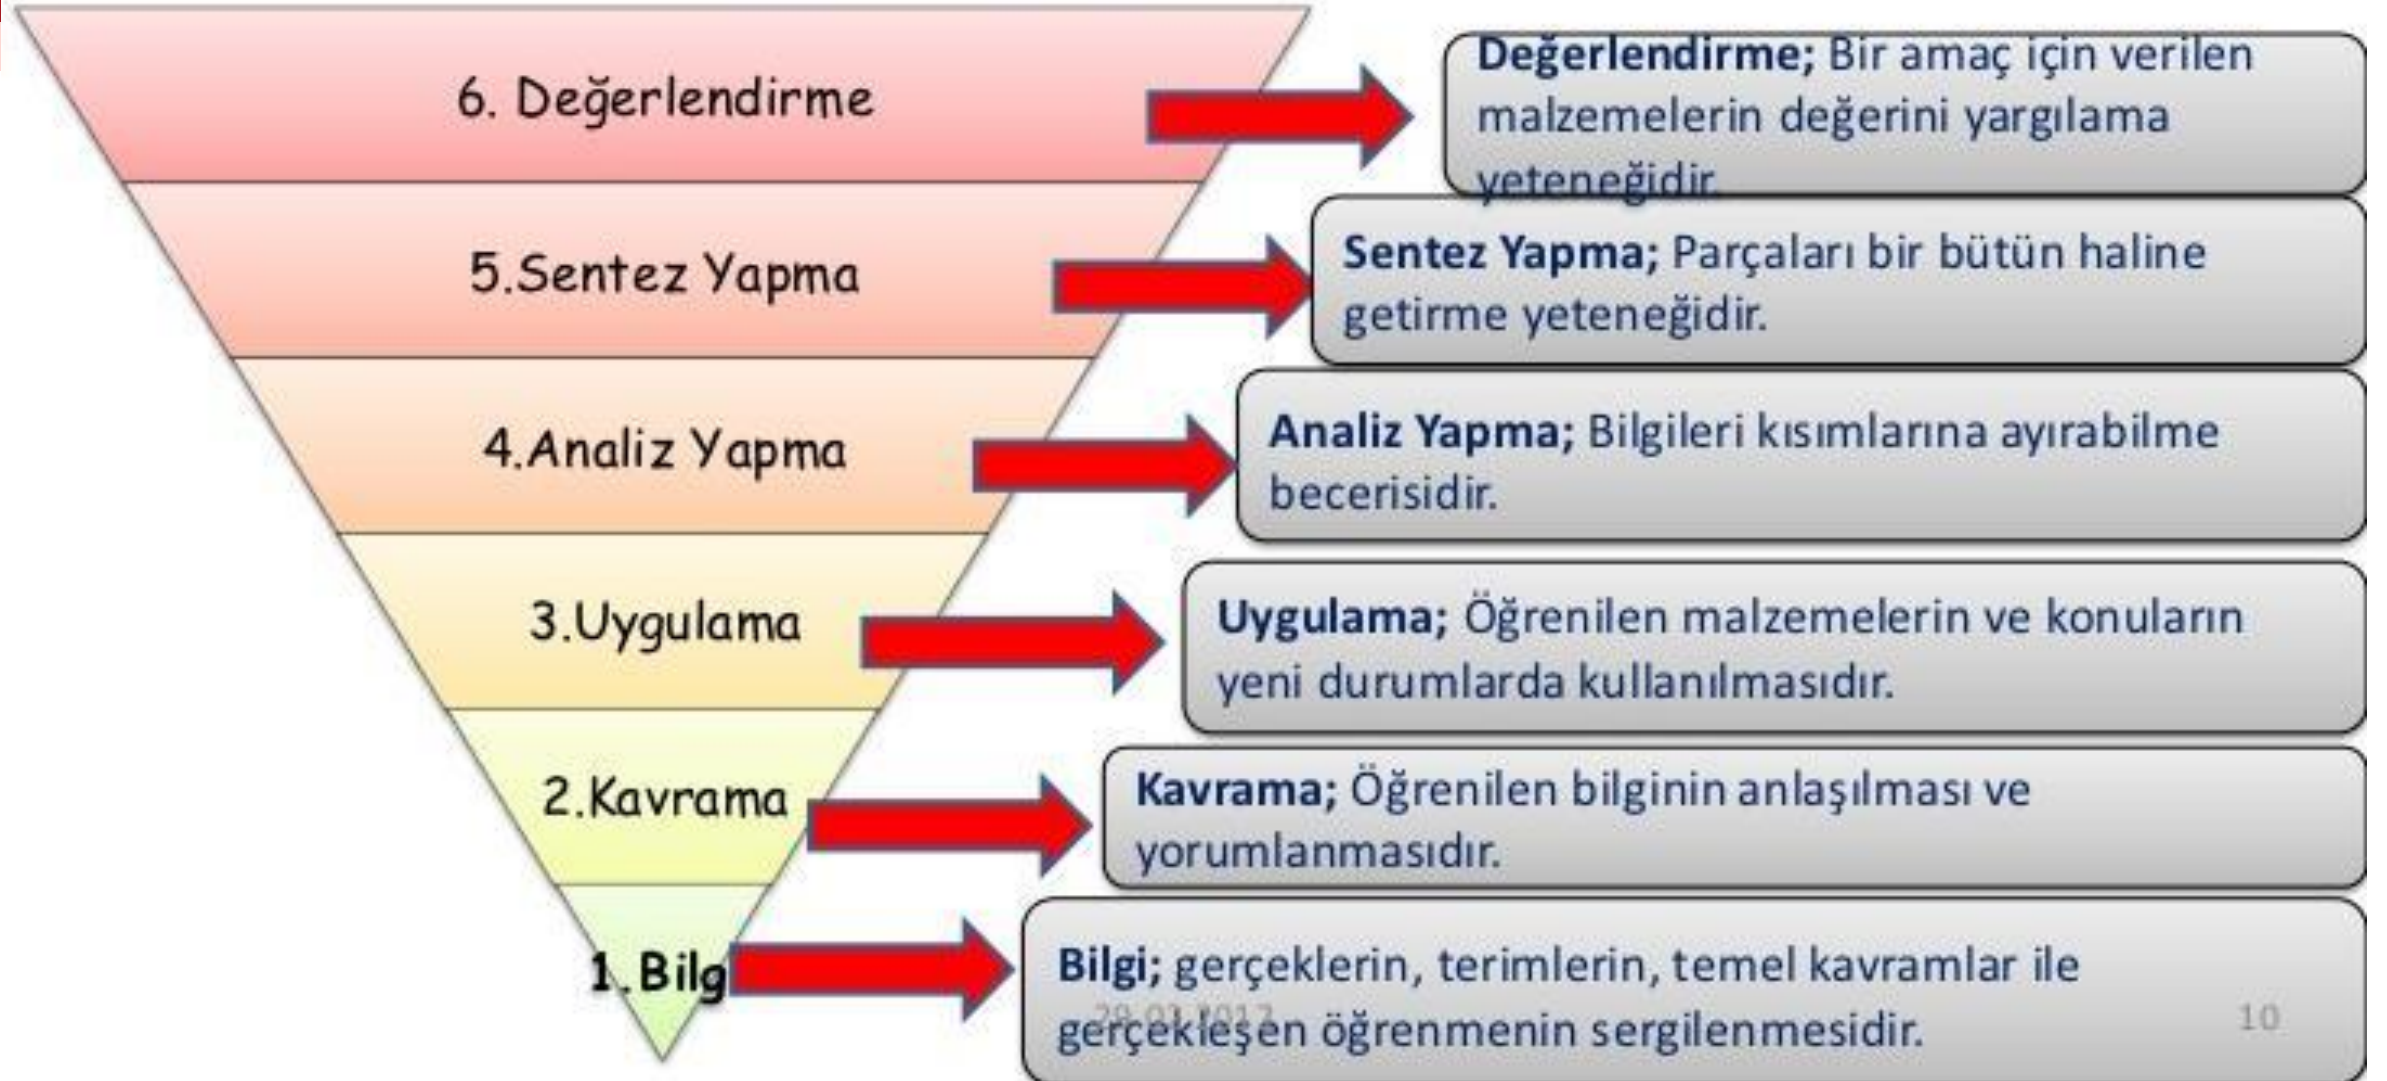 6. Değerlendirme
Değerlendirme; Bir amaç için verilen
malzemelerin değerini yargılama
yeteneğidir.
5.Sentez Yapma
Sentez Yapma; Parçaları bir bütün haline
getirme yeteneğidir.
4.Analiz Yapma
Analiz Yapma; Bilgileri kısımlarına ayırabilme
becerisidir.
3.Uygulama
Uygulama; Öğrenilen malzemelerin ve konuların
yeni durumlarda kullanılmasıdır.
2.Kavrama
Kavrama; Öğrenilen bilginin anlaşılması ve
yorumlanmasıdır.
1.Bilg
Bilgi; gerçeklerin, terimlerin, temel kavramlar ile
gerçekleşen öğrenmenin sergilenmesidir.
10